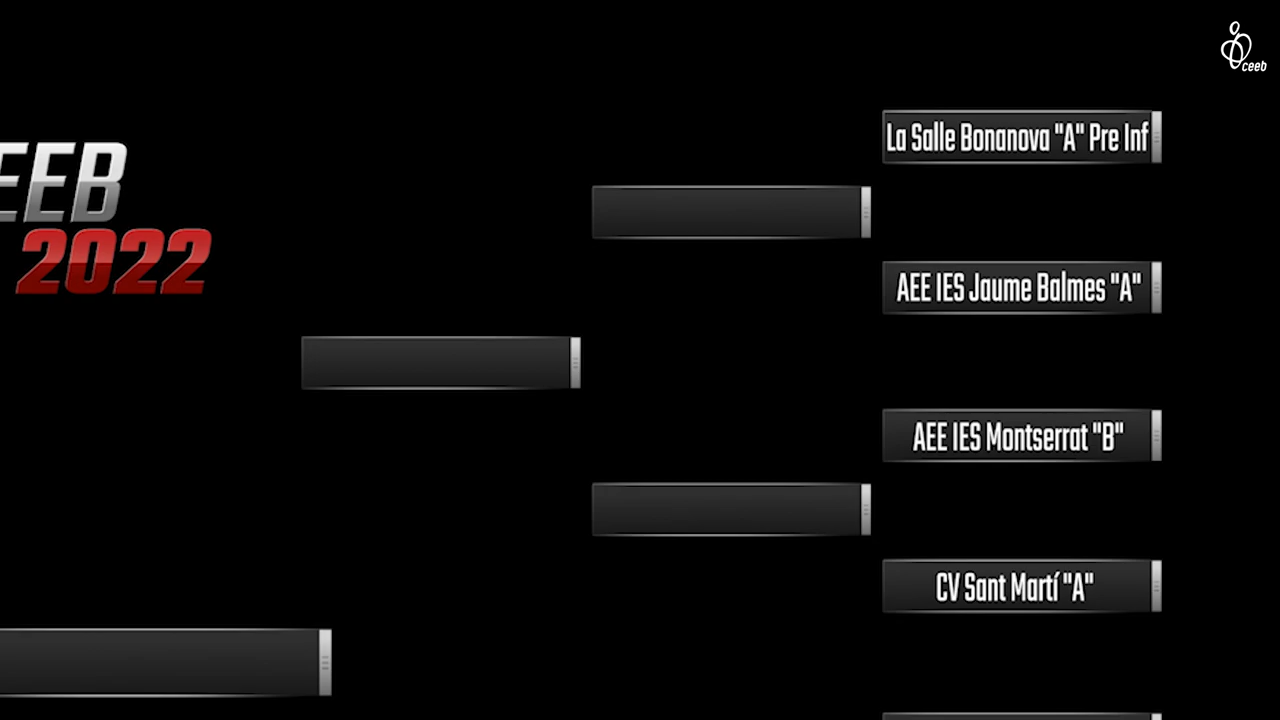 ceeb
La Salle Bonanova "A" Pre Inf
EEB
2022
AEE IES Jaume Balmes "A"
AEE IES Montserrat "B"
CV Sant Martí "A"